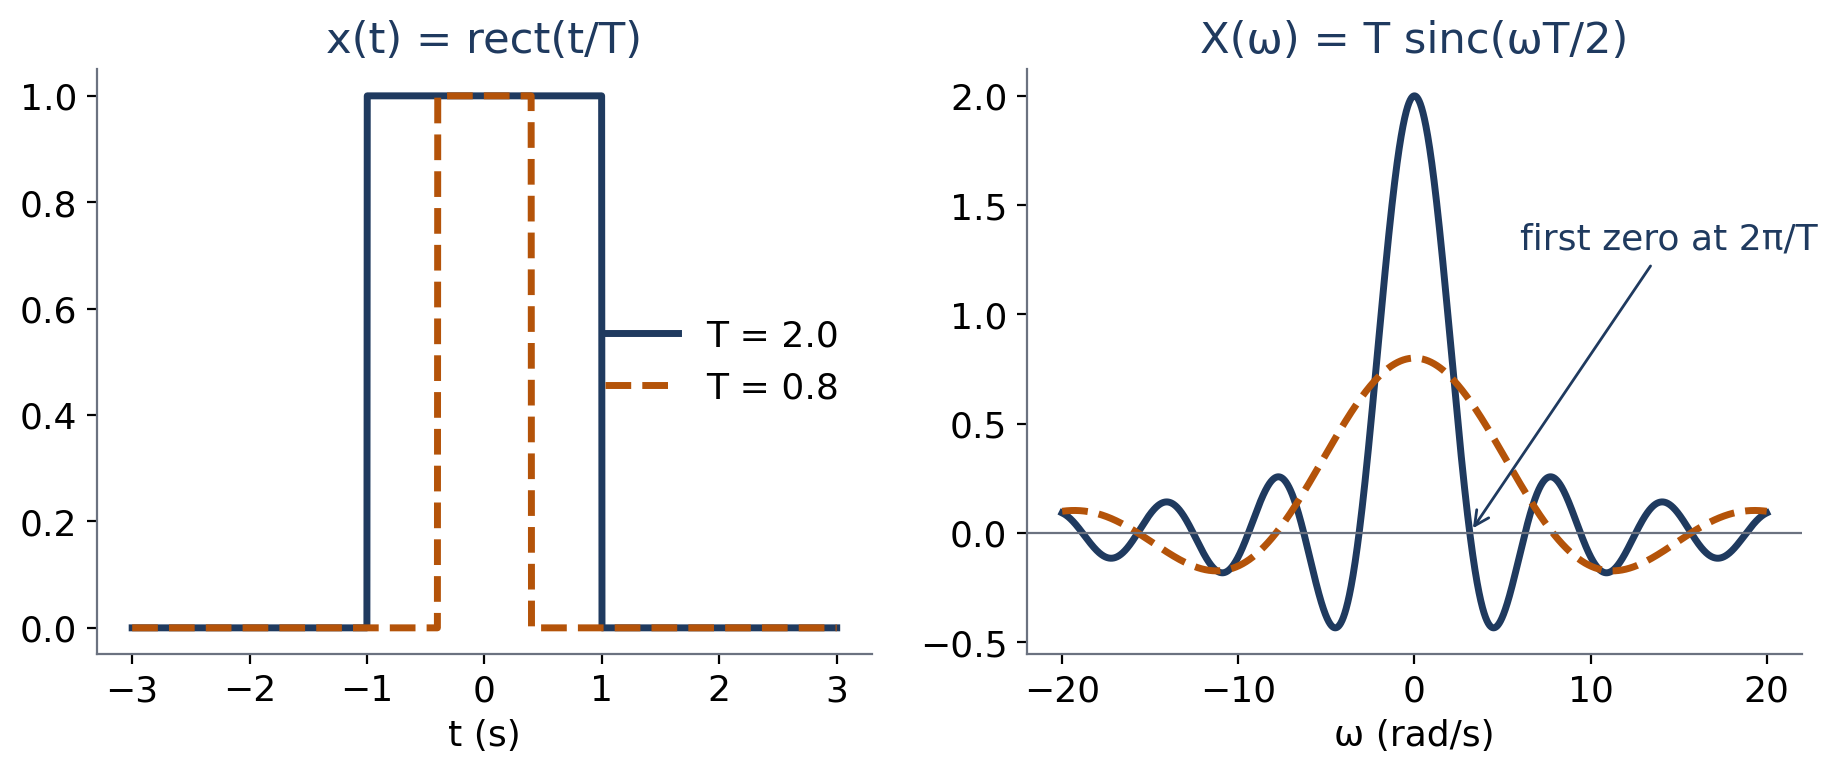 x(t) = rect(t/T)
1.0
0.8
0.6
0.4
0.2
0.0
T = 2.0
T = 0.8
−3 −2 −1 0 1 2 3
t (s)
X(ω) = T sinc(ωT/2)
2.0
1.5
1.0
0.5
0.0
−0.5
first zero at 2π/T
−20 −10 0 10 20
ω (rad/s)